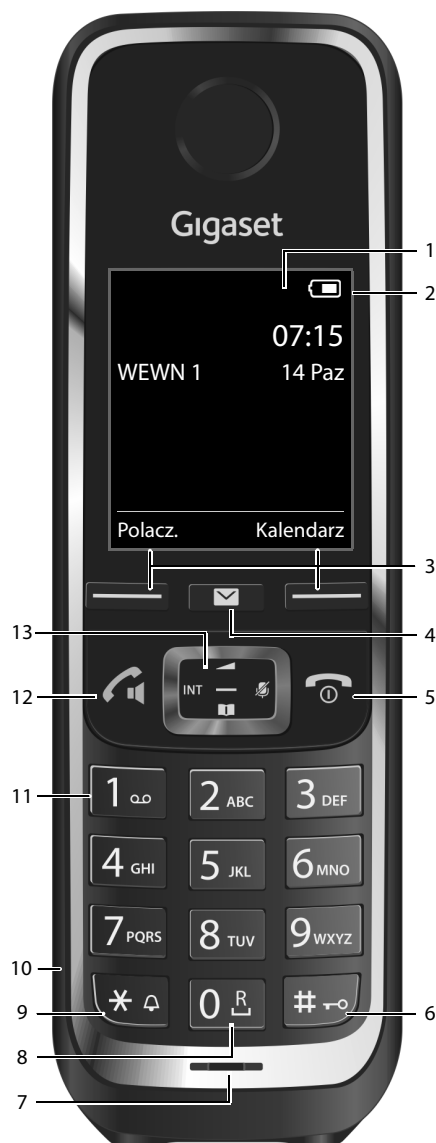 Gigaset
1
2
07:15
WEWN 1 14 Paz
Polacz. Kalendarz
3
4
13
INT
12
5
11
1 2 ABC 3 DEF
4 GHI 5 JKL 6 MNO
7 PQRS 8 TUV 9 WXYZ
10
* 0 R #
9
6
8
7